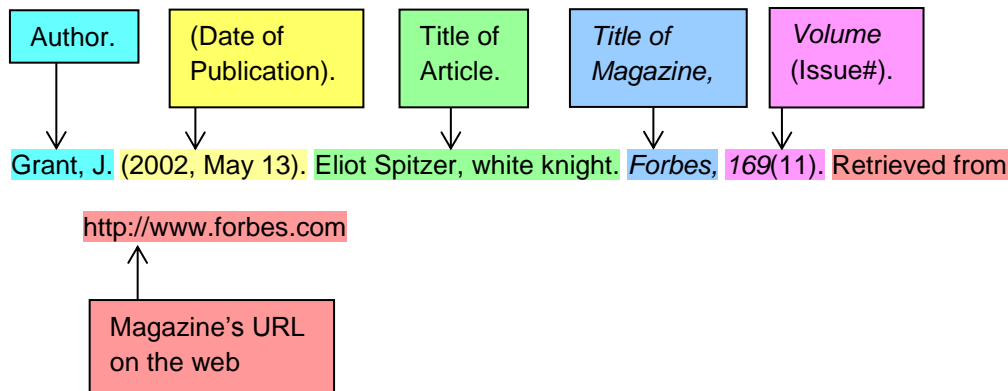 Author.
(Date of
Publication).
Title of
Article.
Title of
Magazine,
Volume
(Issue#).
Grant, J. (2002, May 13). Eliot Spitzer, white knight. Forbes, 169(11). Retrieved from
http://www.forbes.com
Magazine's URL
on the web